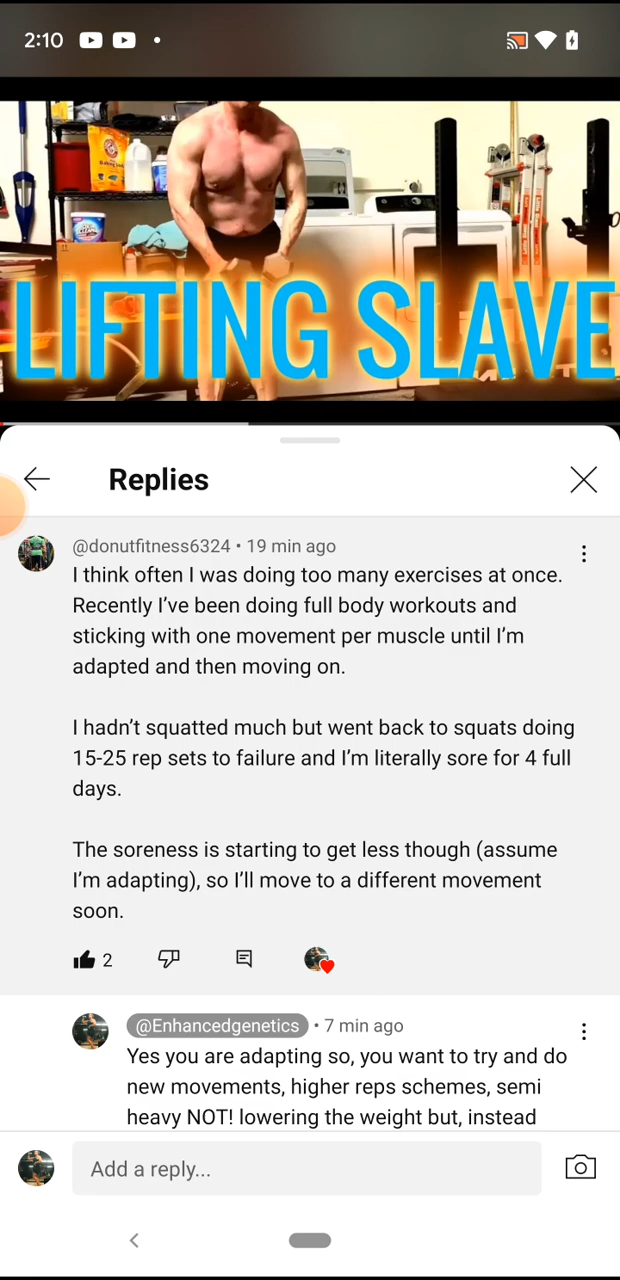 2:10
ARM & HAMMER
Baking Soda
LIFTING SLAVE
Replies
@donutfitness6324 • 19 min ago
I think often I was doing too many exercises at once.
Recently I've been doing full body workouts and
sticking with one movement per muscle until I'm
adapted and then moving on.
I hadn't squatted much but went back to squats doing
15-25 rep sets to failure and I'm literally sore for 4 full
days.
The soreness is starting to get less though (assume
I'm adapting), so I'll move to a different movement
soon.
2
@Enhancedgenetics • 7 min ago
Yes you are adapting so, you want to try and do
new movements, higher reps schemes, semi
heavy NOT! lowering the weight but, instead
Add a reply...